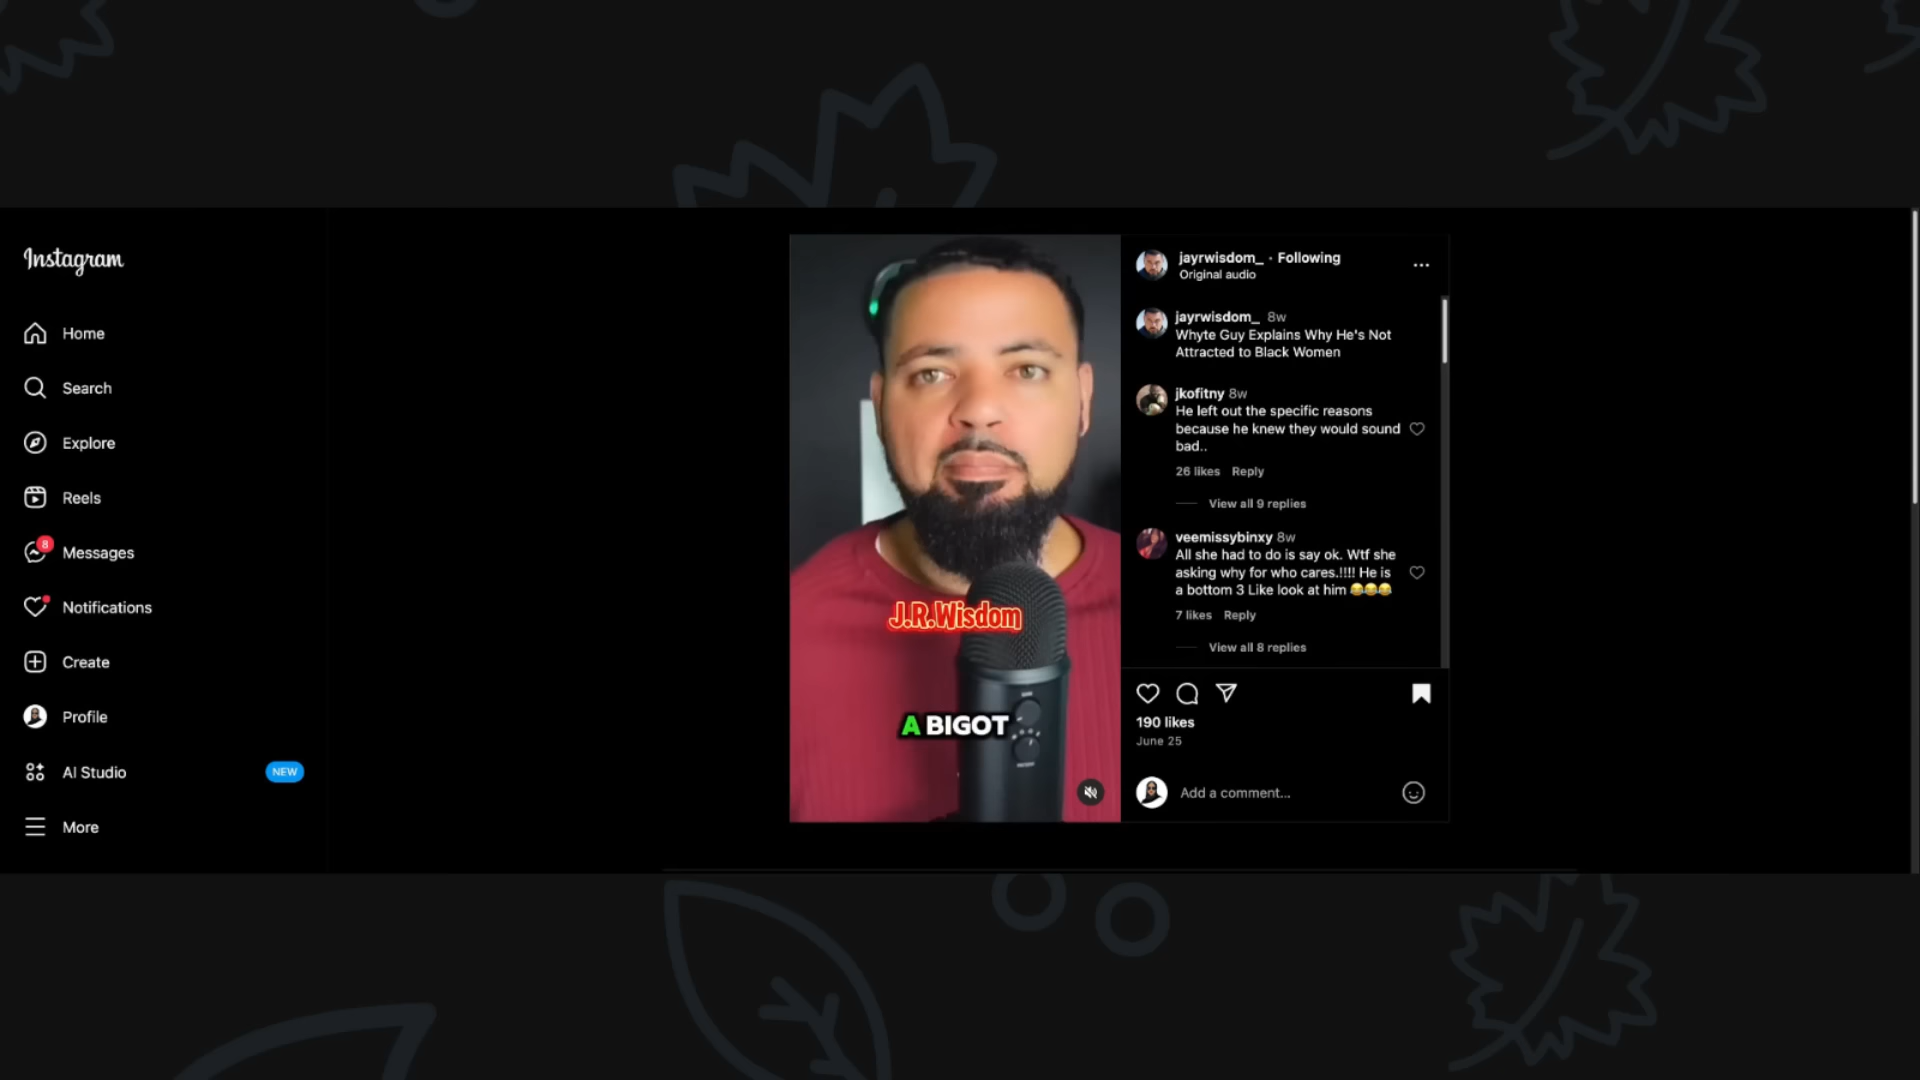 Instagram
Home
Search
Explore
Reels
8
Messages
Notifications
Create
Profile
AI Studio
NEW
More
J.R.Wisdom
A BIGOT
jayrwisdom_ • Following
Original audio
...
jayrwisdom_ 8w
Whyte Guy Explains Why He's Not
Attracted to Black Women
jkofitny 8w
He left out the specific reasons
because he knew they would sound
bad..
26 likes Reply
View all 9 replies
veemissybinxy 8w
All she had to do is say ok. Wtf she
asking why for who cares.!!!! He is
a bottom 3 Like look at him 😂😂😂
7 likes Reply
View all 8 replies
190 likes
June 25
Add a comment...